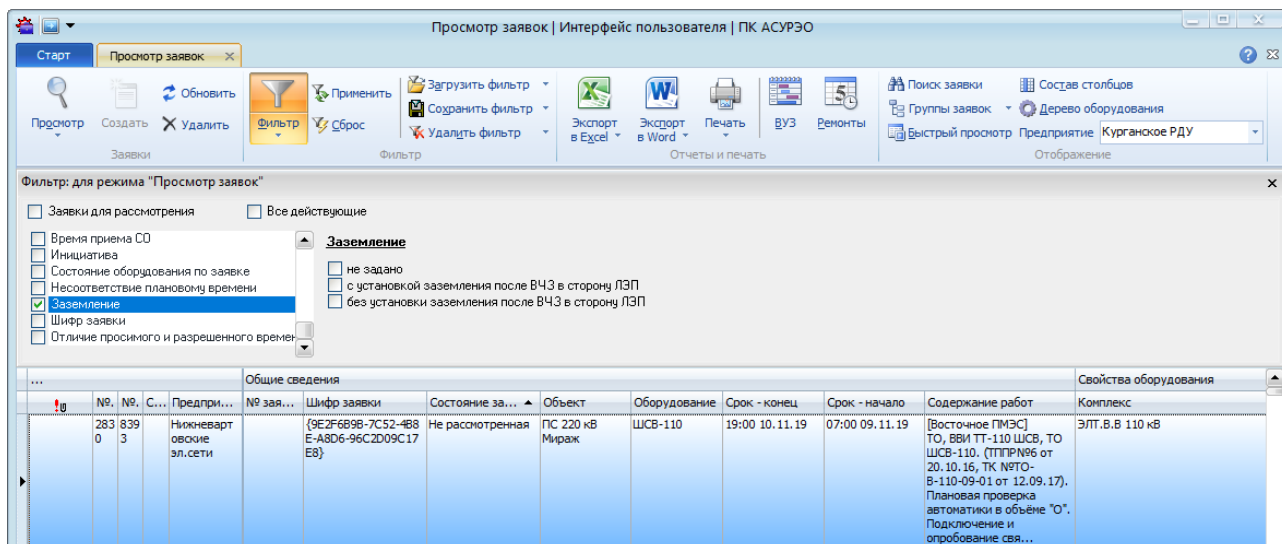 Просмотр заявок | Интерфейс пользователя | ПК АСУРЭО
Старт Просмотр заявок
Просмотр Создать Обновить Удалить
Заявки
Фильтр Применить Сброс Загрузить фильтр Сохранить фильтр Удалить фильтр
Фильтр
Экспорт в Excel Экспорт в Word Печать ВУЗ Ремонты
Отчеты и печать
Поиск заявки Состав столбцов
Группы заявок Дерево оборудования
Быстрый просмотр Предприятие Курганское РДУ
Отображение
Фильтр: для режима "Просмотр заявок"
Заявки для рассмотрения Все действующие
Время приема СО
Инициатива
Состояние оборудования по заявке
Несоответствие плановому времени
Заземление
Шифр заявки
Отличие просимого и разрешенного времен
Заземление
не задано
с установкой заземления после ВЧЗ в сторону ЛЭП
без установки заземления после ВЧЗ в сторону ЛЭП
... Общие сведения Свойства оборудования
№. №. С... Предпри... № зая... Шифр заявки Состояние за... Объект Оборудование Срок - конец Срок - начало Содержание работ Комплекс
283 839 Нижневарт {9E2F6B9B-7C52-4B8 Не рассмотренная ПС 220 кВ ШСВ-110 19:00 10.11.19 07:00 09.11.19 [Восточное ПМЭС] ЭЛТ.В.В 110 кВ
0 3 овские E-A8D6-96C2D09C17 Мираж ТО, ВВИ ТТ-110 ШСВ, ТО
эл.сети E8} ШСВ-110. (ТППР№6 от
20.10.16, ТК №ТО-
В-110-09-01 от 12.09.17).
Плановая проверка
автоматики в объёме "О".
Подключение и
опробование свя...